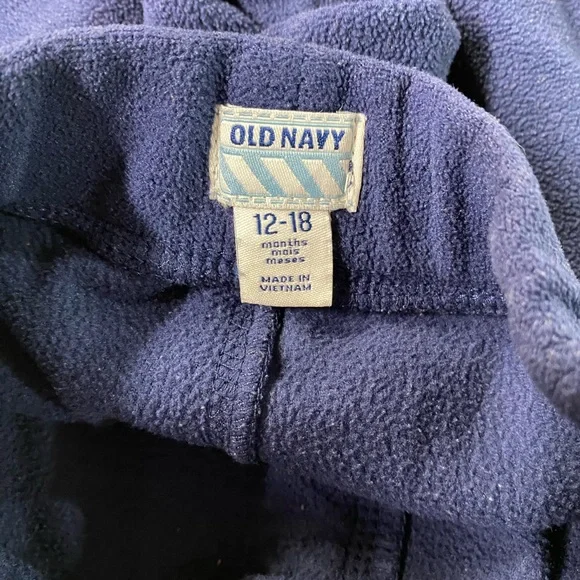 OLD NAVY
12-18
months
mois
meses
MADE IN
VIETNAM